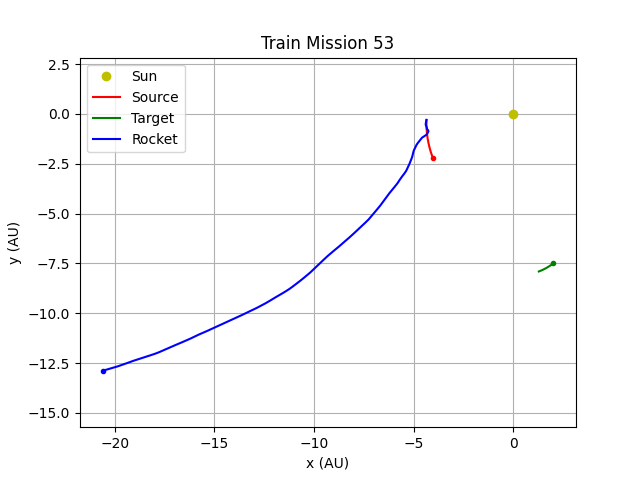 Train Mission 53
Sun
Source
Target
Rocket
y (AU)
2.5
0.0
−2.5
−5.0
−7.5
−10.0
−12.5
−15.0
−20 −15 −10 −5 0
x (AU)